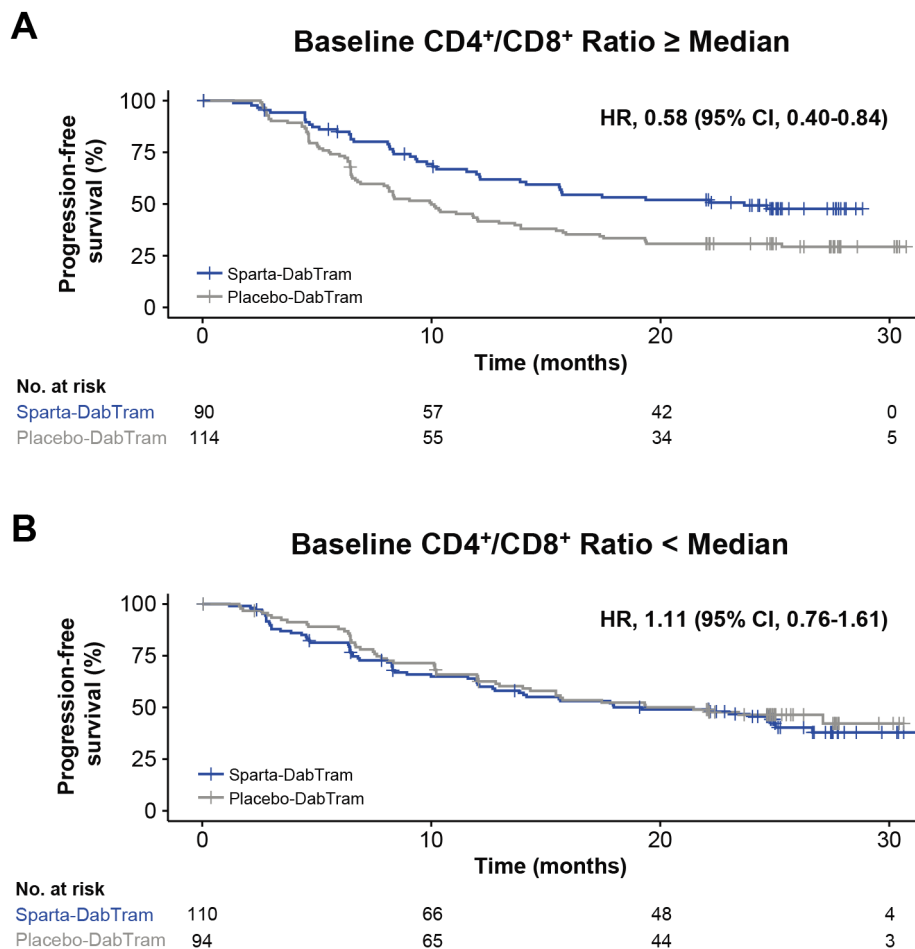 A
Baseline CD4⁺/CD8⁺ Ratio ≥ Median
HR, 0.58 (95% CI, 0.40-0.84)
Progression-free
survival (%)
100
75
50
25
0
Sparta-DabTram
Placebo-DabTram
0 10 20 30
Time (months)
No. at risk
Sparta-DabTram 90 57 42 0
Placebo-DabTram 114 55 34 5
B
Baseline CD4⁺/CD8⁺ Ratio < Median
HR, 1.11 (95% CI, 0.76-1.61)
Progression-free
survival (%)
100
75
50
25
0
Sparta-DabTram
Placebo-DabTram
0 10 20 30
Time (months)
No. at risk
Sparta-DabTram 110 66 48 4
Placebo-DabTram 94 65 44 3